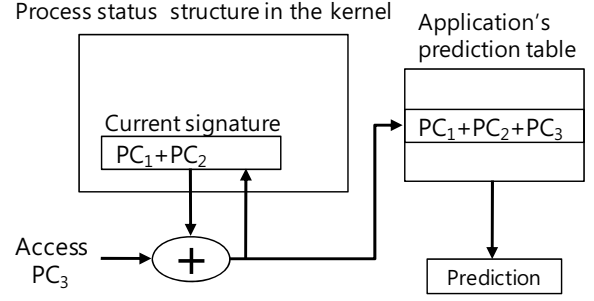 Process status structure in the kernel
Application's
prediction table
Current signature
PC₁+PC₂
PC₁+PC₂+PC₃
Access
PC₃
+
Prediction